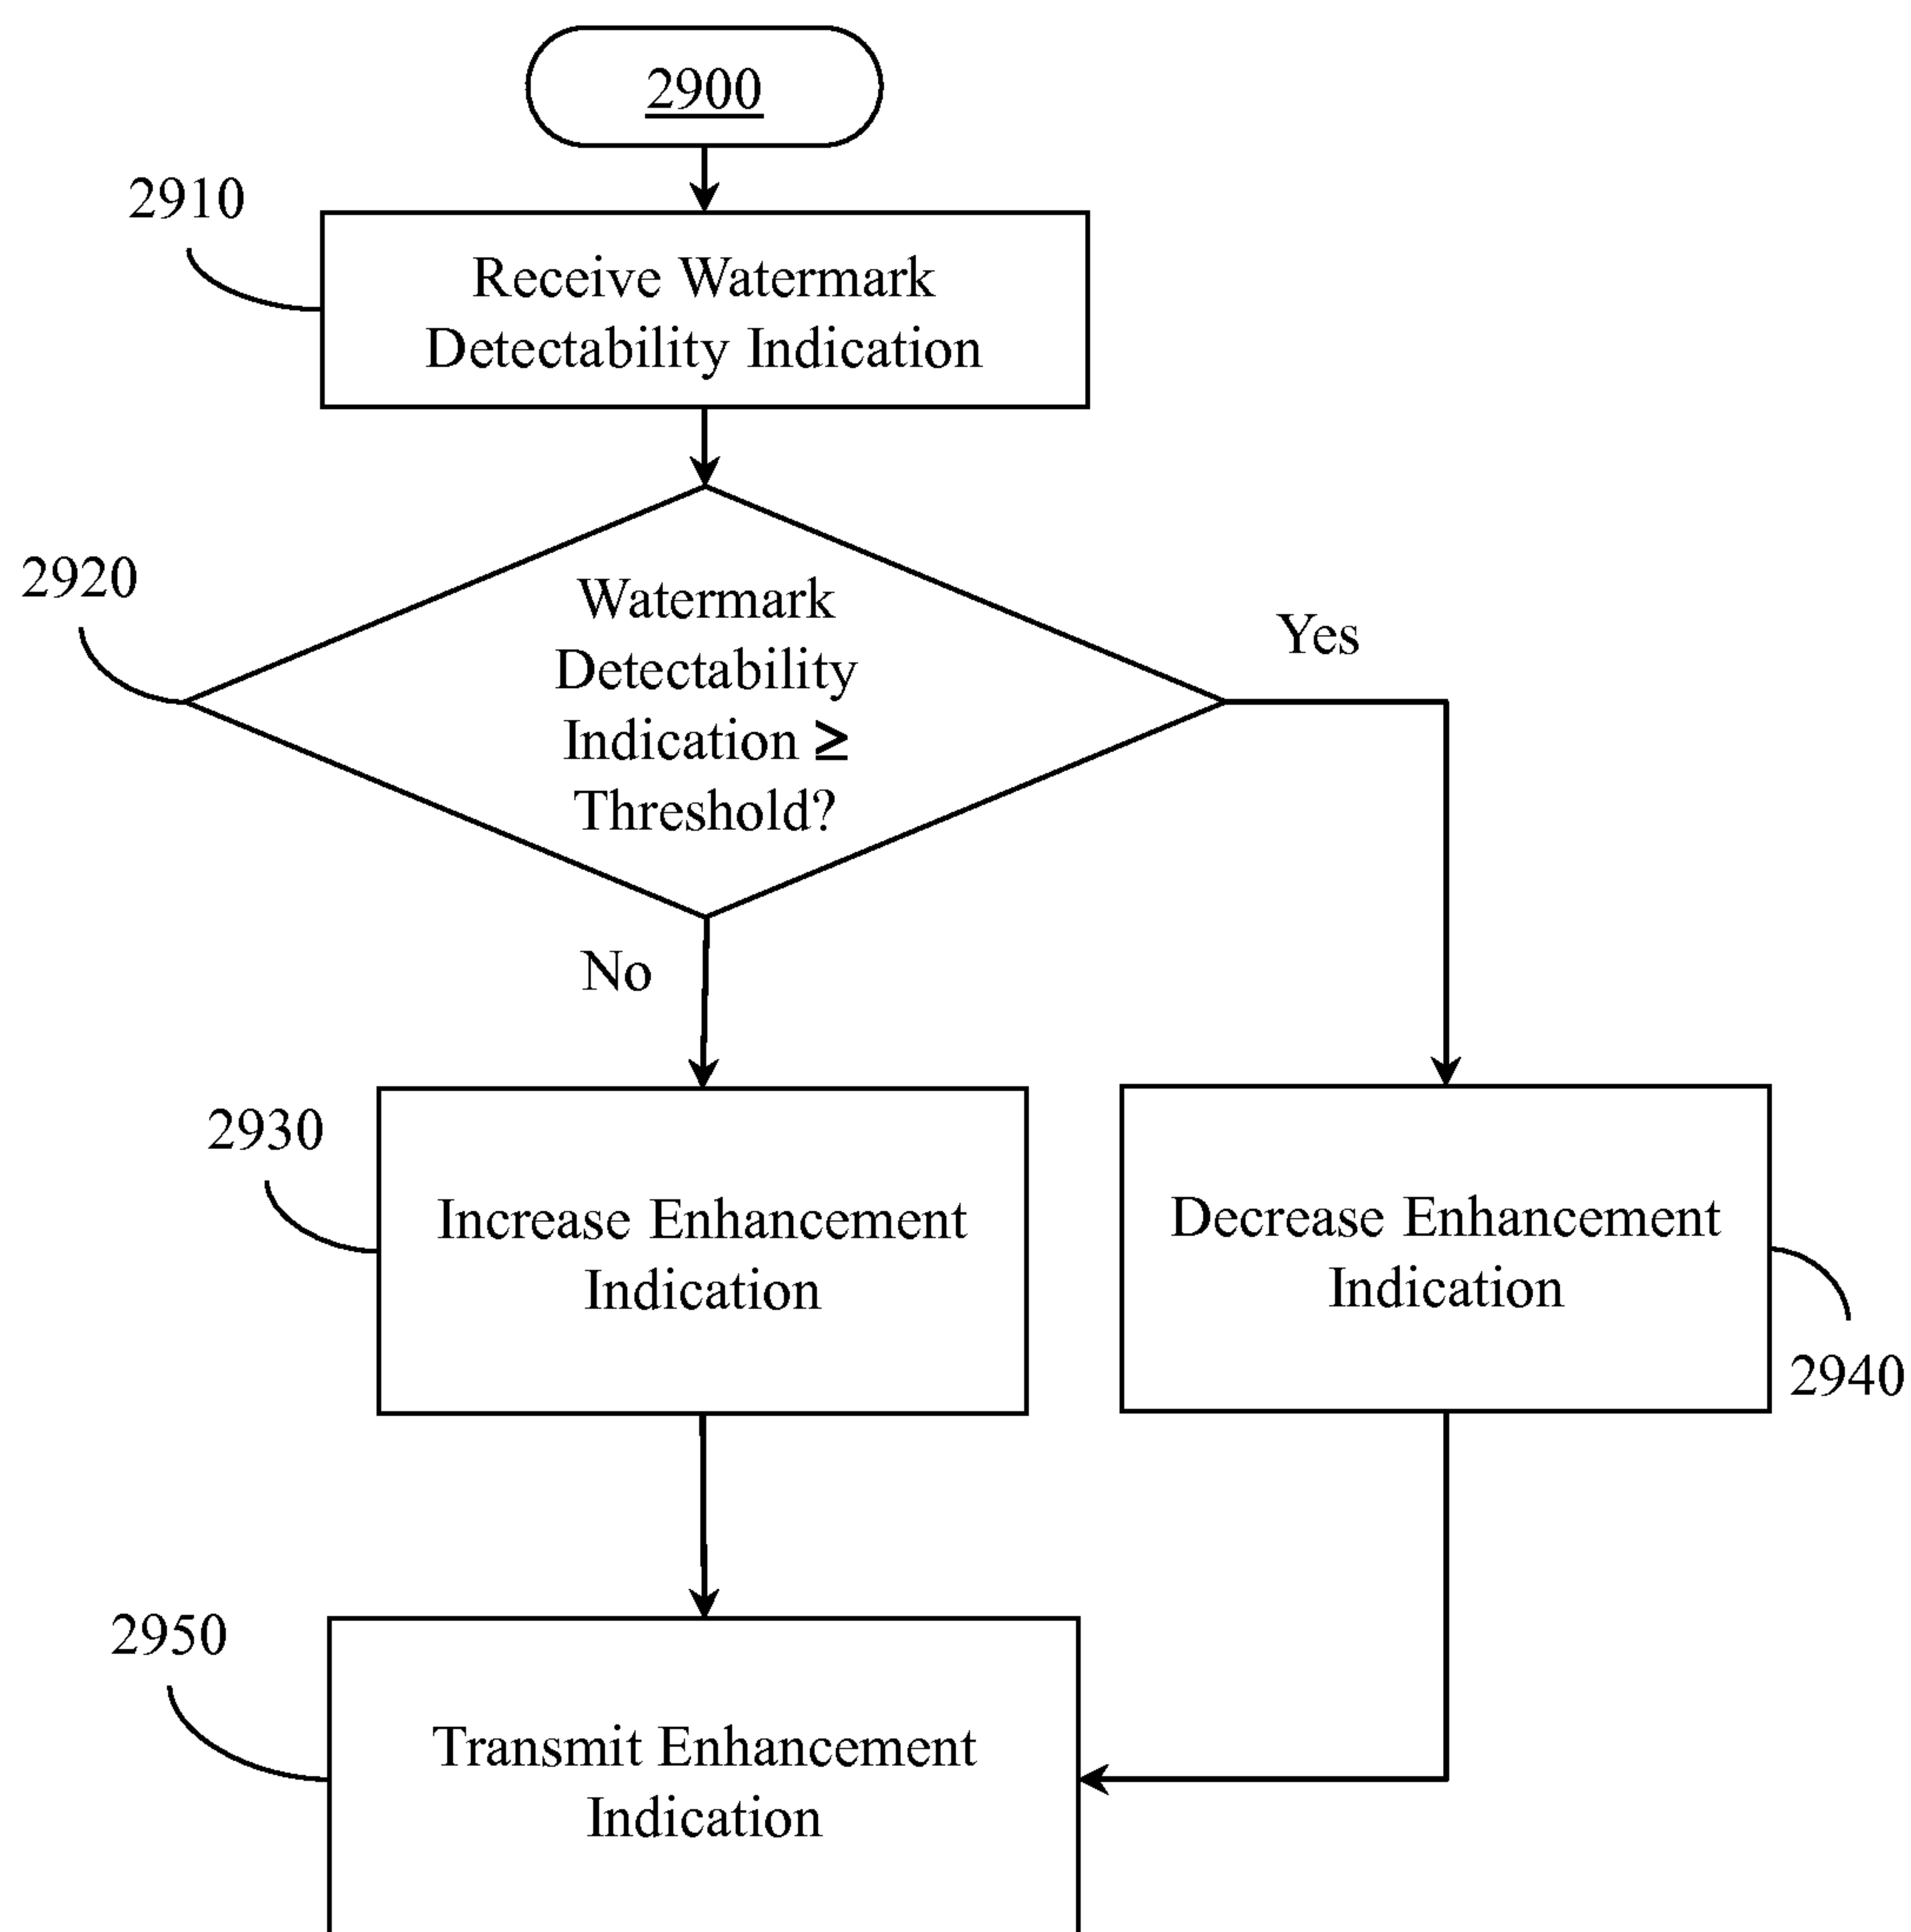 2900
2910
Receive Watermark
Detectability Indication
2920
Watermark
Detectability
Indication ≥
Threshold?
Yes
No
2930
Increase Enhancement
Indication
Decrease Enhancement
Indication
2940
2950
Transmit Enhancement
Indication